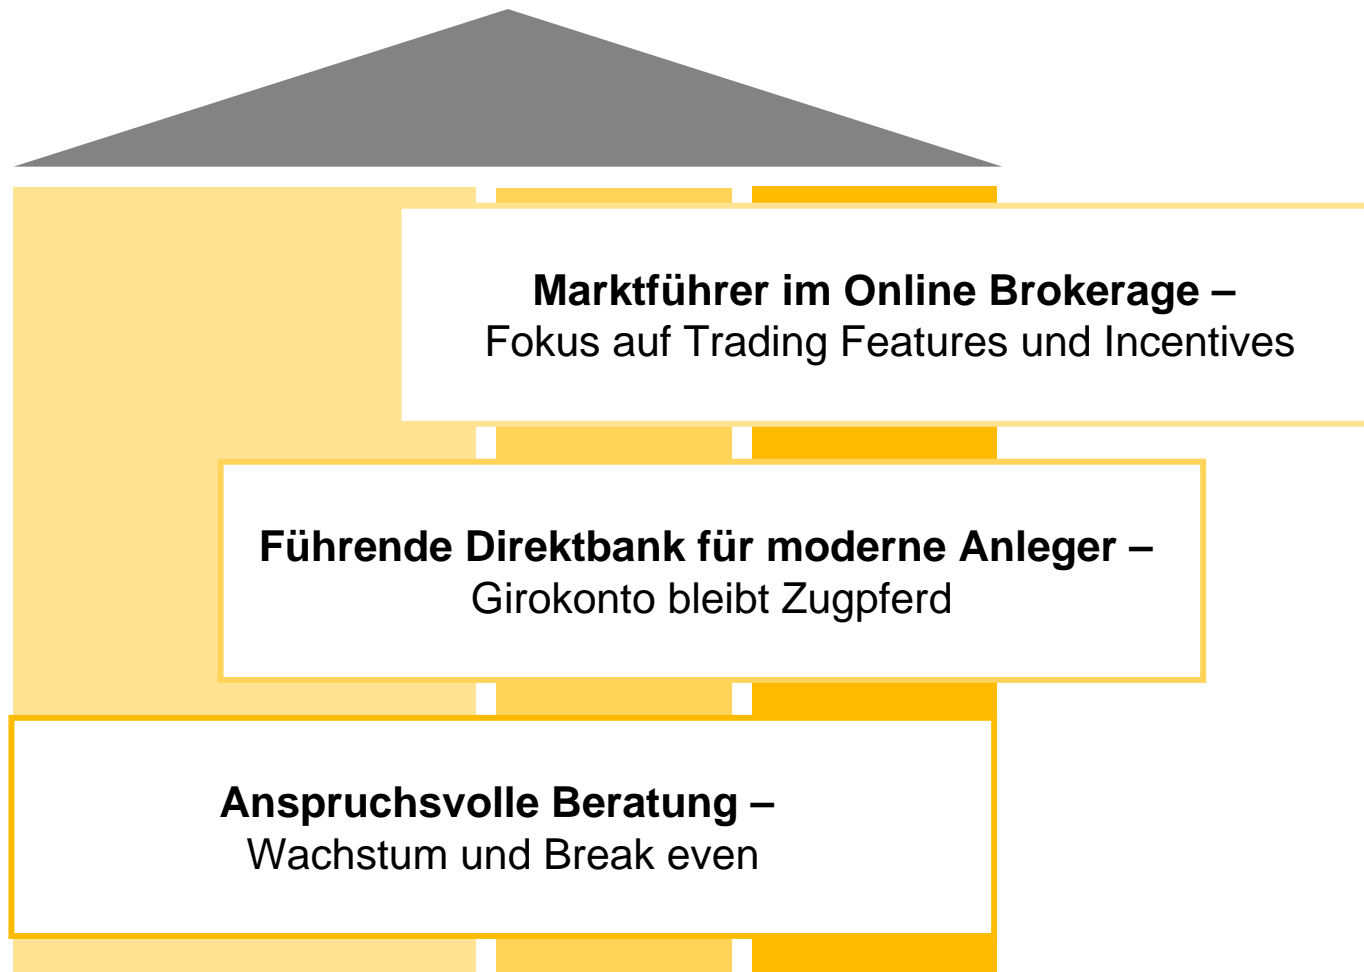 Marktführer im Online Brokerage –
Fokus auf Trading Features und Incentives
Führende Direktbank für moderne Anleger –
Girokonto bleibt Zugpferd
Anspruchsvolle Beratung –
Wachstum und Break even